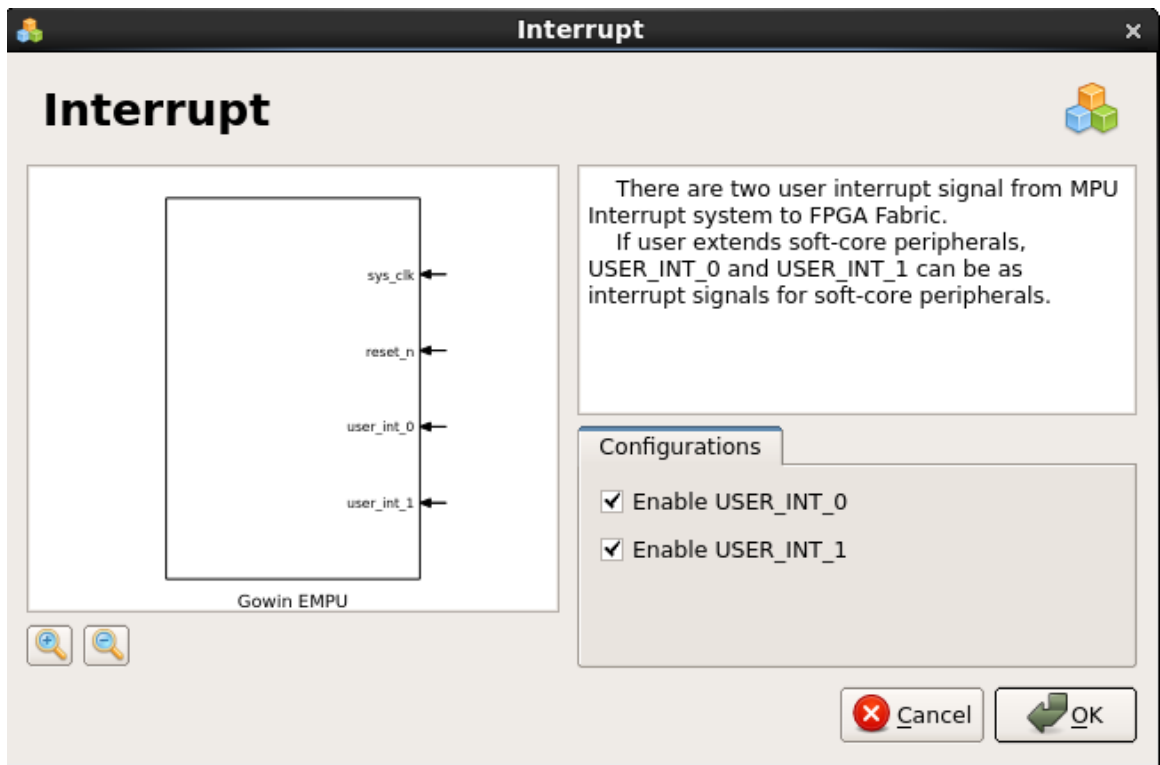 Interrupt
Interrupt
sys_clk
reset_n
user_int_0
user_int_1
Gowin EMPU
There are two user interrupt signal from MPU
Interrupt system to FPGA Fabric.
If user extends soft-core peripherals,
USER_INT_0 and USER_INT_1 can be as
interrupt signals for soft-core peripherals.
Configurations
Enable USER_INT_0
Enable USER_INT_1
Cancel
OK